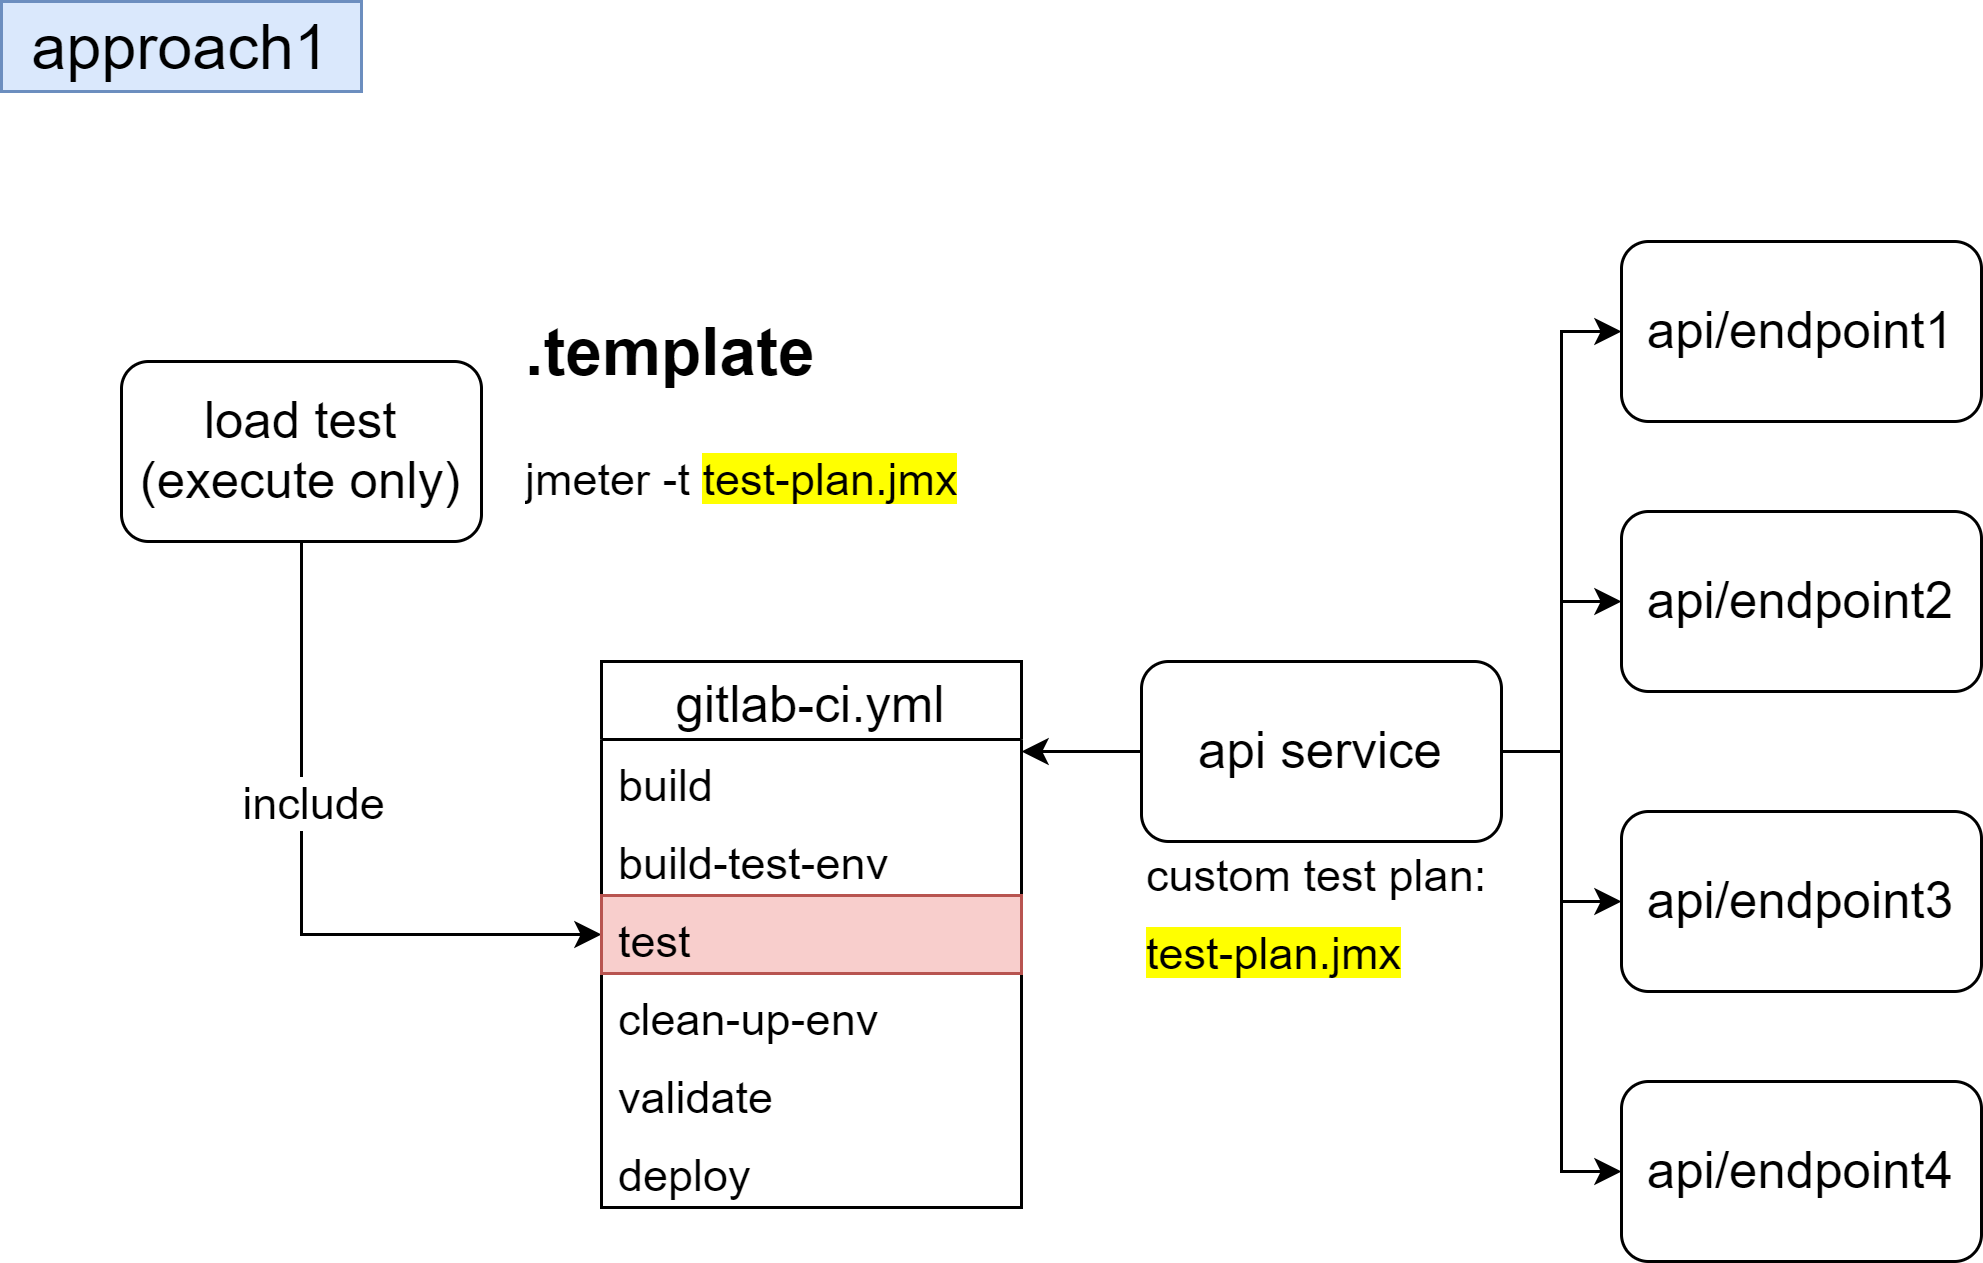 approach1
.template
load test
(execute only)
jmeter -t test-plan.jmx
include
gitlab-ci.yml
build
build-test-env
test
clean-up-env
validate
deploy
api service
custom test plan:
test-plan.jmx
api/endpoint1
api/endpoint2
api/endpoint3
api/endpoint4